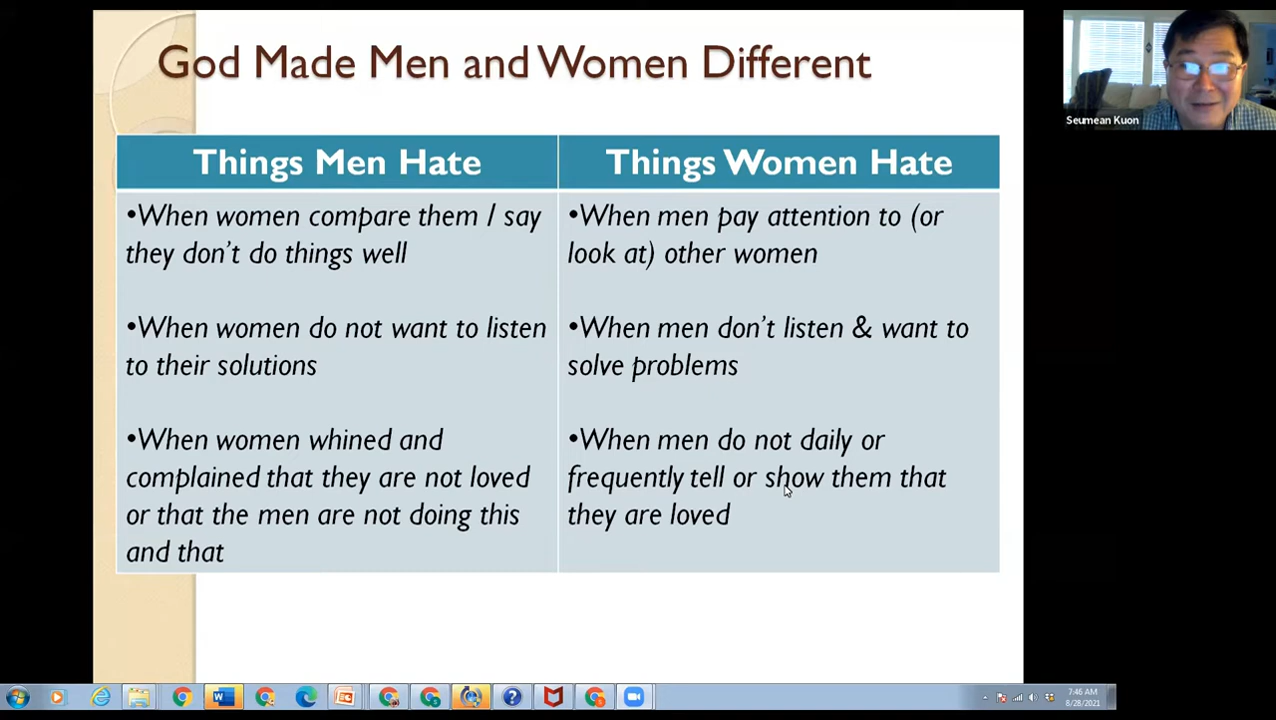 God Made Men and Women Different
Seumean Kuon
Things Men Hate
Things Women Hate
•When women compare them / say
they don't do things well
•When men pay attention to (or
look at) other women
•When women do not want to listen
to their solutions
•When men don't listen & want to
solve problems
•When women whined and
complained that they are not loved
or that the men are not doing this
and that
•When men do not daily or
frequently tell or show them that
they are loved
7:46 AM
8/28/2021